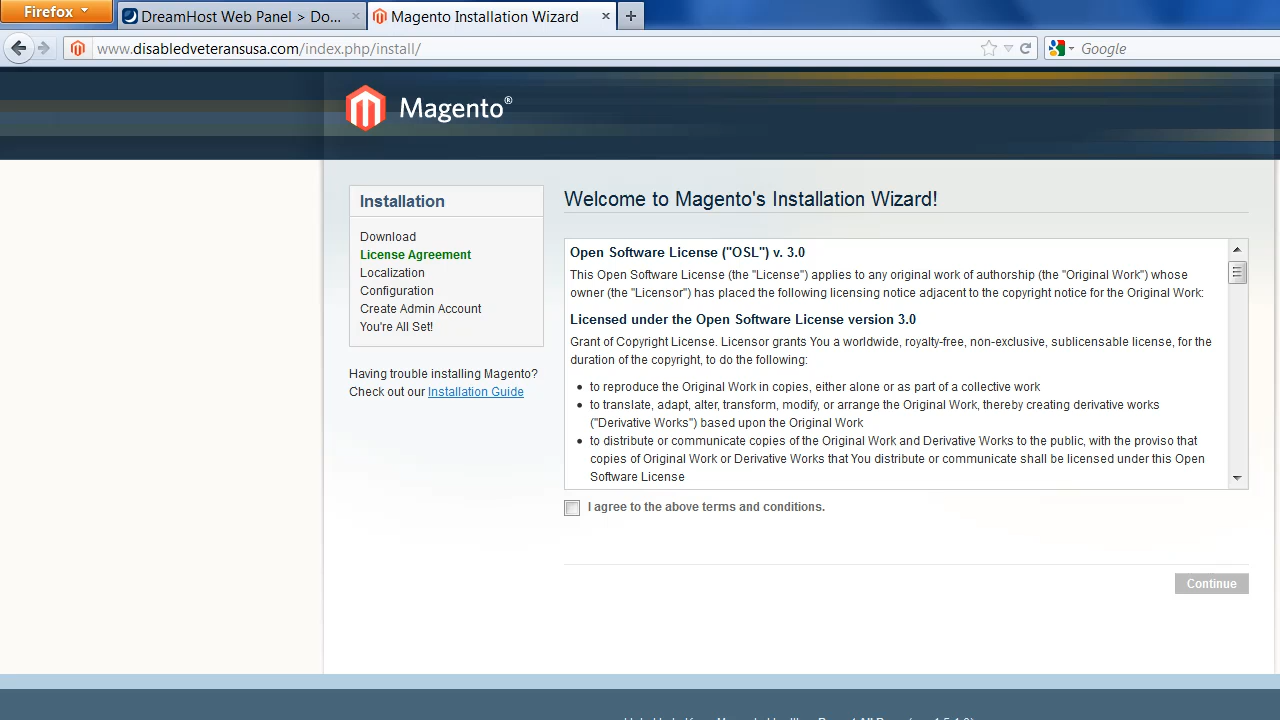 Firefox
DreamHost Web Panel > Do...
Magento Installation Wizard
www.disabledveteransusa.com/index.php/install/
Google
Magento®
Installation
Download
License Agreement
Localization
Configuration
Create Admin Account
You're All Set!
Having trouble installing Magento?
Check out our Installation Guide
Welcome to Magento's Installation Wizard!
Open Software License ("OSL") v. 3.0
This Open Software License (the "License") applies to any original work of authorship (the "Original Work") whose
owner (the "Licensor") has placed the following licensing notice adjacent to the copyright notice for the Original Work:
Licensed under the Open Software License version 3.0
Grant of Copyright License. Licensor grants You a worldwide, royalty-free, non-exclusive, sublicensable license, for the
duration of the copyright, to do the following:
to reproduce the Original Work in copies, either alone or as part of a collective work
to translate, adapt, alter, transform, modify, or arrange the Original Work, thereby creating derivative works
("Derivative Works") based upon the Original Work
to distribute or communicate copies of the Original Work and Derivative Works to the public, with the proviso that
copies of Original Work or Derivative Works that You distribute or communicate shall be licensed under this Open
Software License
I agree to the above terms and conditions.
Continue